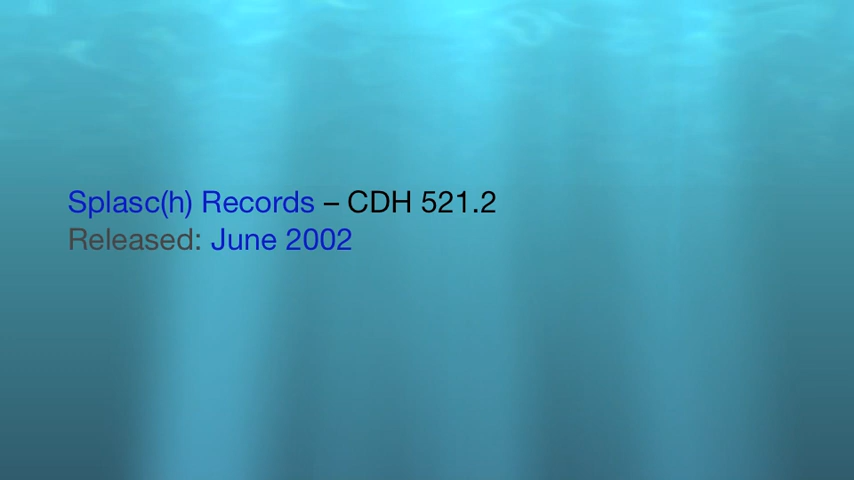 Splasc(h) Records – CDH 521.2
Released: June 2002